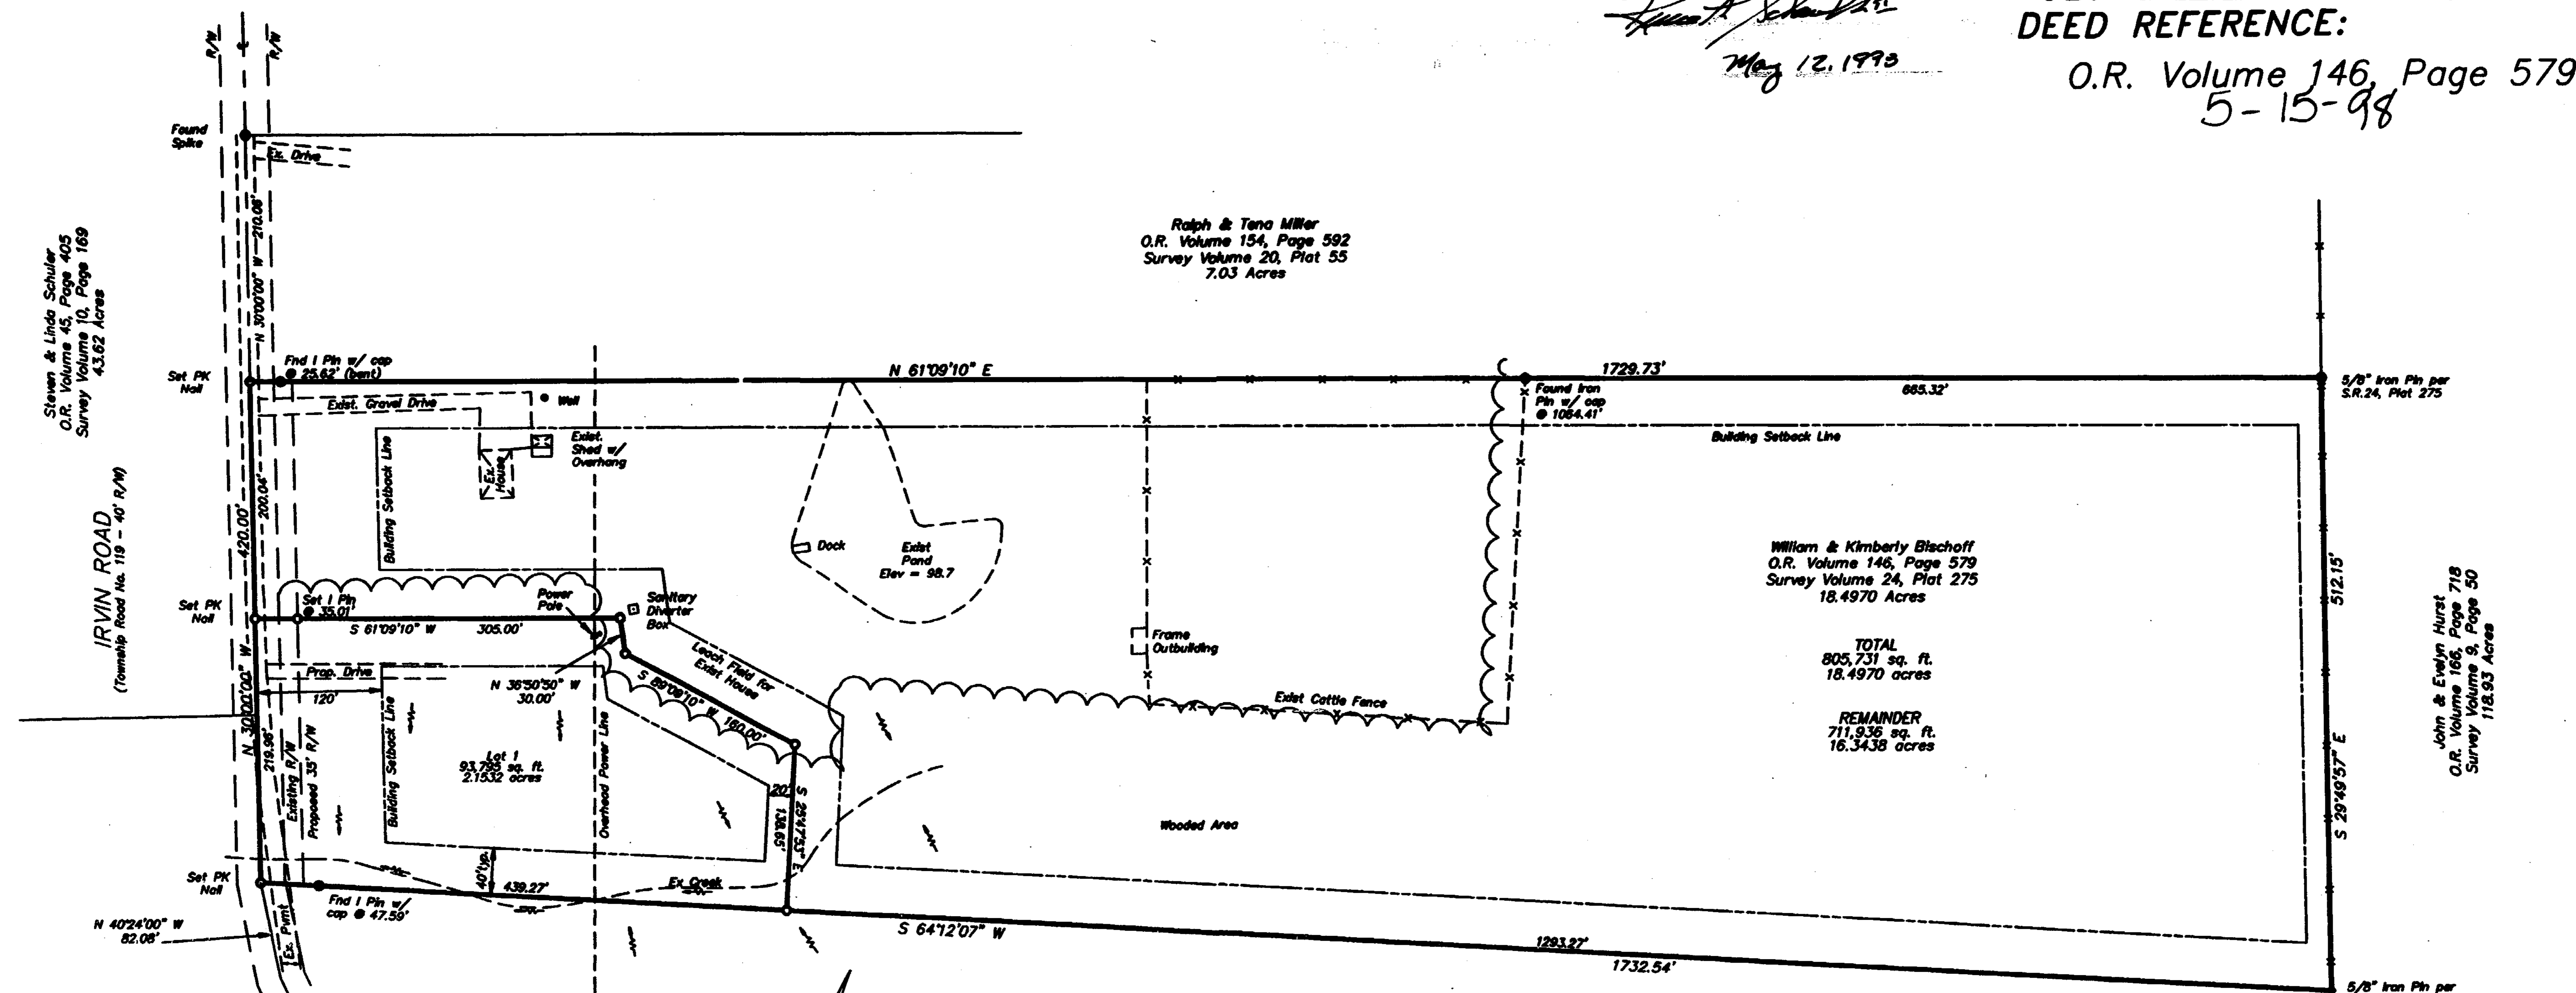 May 12, 1993
DEED REFERENCE:
O.R. Volume 146, Page 579
5-15-98
R/W
R/W
Found
Spike
Ex. Drive
N 30°00'00" W 210.06'
Steven & Linda Schuler
O.R. Volume 45, Page 405
Survey Volume 10, Page 169
43.62 Acres
Ralph & Tena Miller
O.R. Volume 154, Page 592
Survey Volume 20, Plat 55
7.03 Acres
Set PK
Nail
Fnd I Pin w/ cap
@ 25.62' (bent)
N 61°09'10" E
1729.73'
665.32'
Found Iron
Pin w/ cap
@ 1064.41'
5/8" Iron Pin per
S.R.24, Plat 275
Exist. Gravel Drive
Well
Exist.
Shed w/
Overhang
Ex.
House
Building Setback Line
Building Setback Line
420.00'
200.04'
IRVIN ROAD
(Township Road No. 119 - 40' R/W)
Dock
Exist
Pond
Elev = 98.7
William & Kimberly Bischoff
O.R. Volume 146, Page 579
Survey Volume 24, Plat 275
18.4970 Acres
TOTAL
805,731 sq. ft.
18.4970 acres
REMAINDER
711,936 sq. ft.
16.3438 acres
512.15'
S 29°49'57" E
John & Evelyn Hurst
O.R. Volume 166, Page 718
Survey Volume 9, Page 50
118.93 Acres
Set PK
Nail
Set I Pin
@ 35.01'
S 61°09'10" W
305.00'
Power
Pole
Sanitary
Diverter
Box
Leach Field for
Exist House
Frame
Outbuilding
Exist Cattle Fence
Prop. Drive
120'
N 36°50'50" W
30.00'
S 89°08'10" W 160.00'
N 30°00'00" W
219.96'
Existing R/W
Proposed 35' R/W
Building Setback Line
Lot 1
93,795 sq. ft.
2.1532 acres
Overhead Power Line
20'
S 25°47'53" E
138.65'
Wooded Area
Set PK
Nail
40'typ.
439.27'
Ex Creek
Fnd I Pin w/
cap @ 47.59'
N 40°24'00" W
82.08'
Ex. Pvmt
S 64°12'07" W
1293.27'
1732.54'
5/8" Iron Pin per